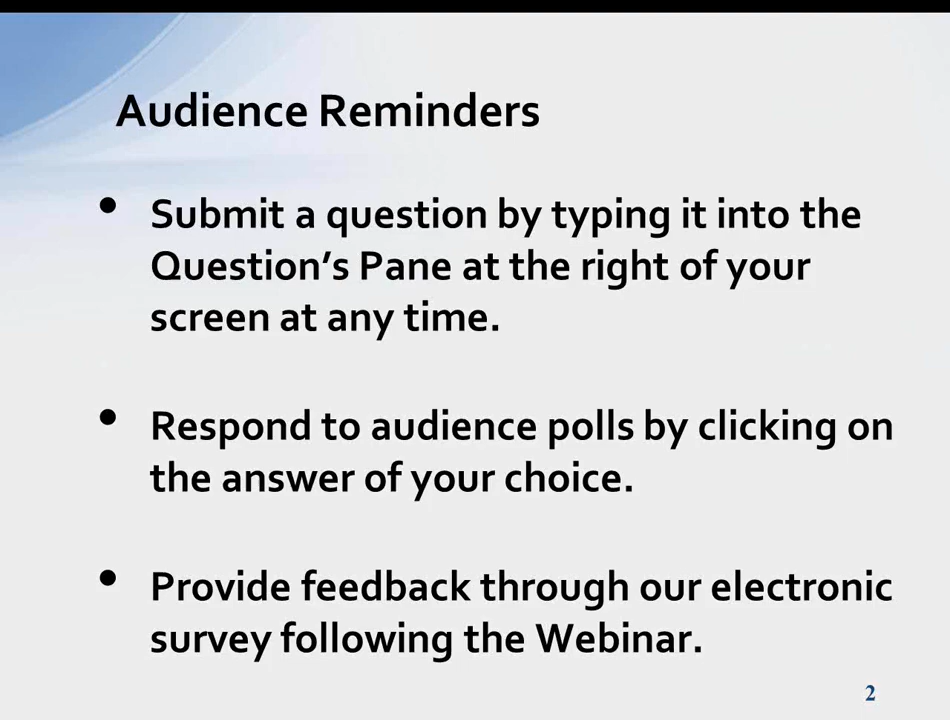 Audience Reminders
• Submit a question by typing it into the
Question’s Pane at the right of your
screen at any time.
• Respond to audience polls by clicking on
the answer of your choice.
• Provide feedback through our electronic
survey following the Webinar.
2